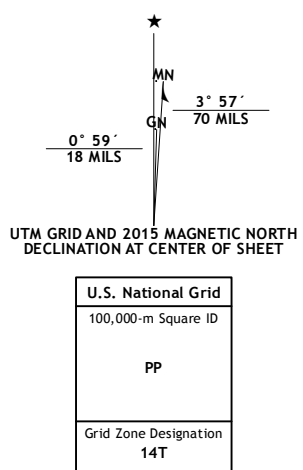 MN
3° 57´
70 MILS
GN
0° 59´
18 MILS
UTM GRID AND 2015 MAGNETIC NORTH
DECLINATION AT CENTER OF SHEET
U.S. National Grid
100,000-m Square ID
PP
Grid Zone Designation
14T